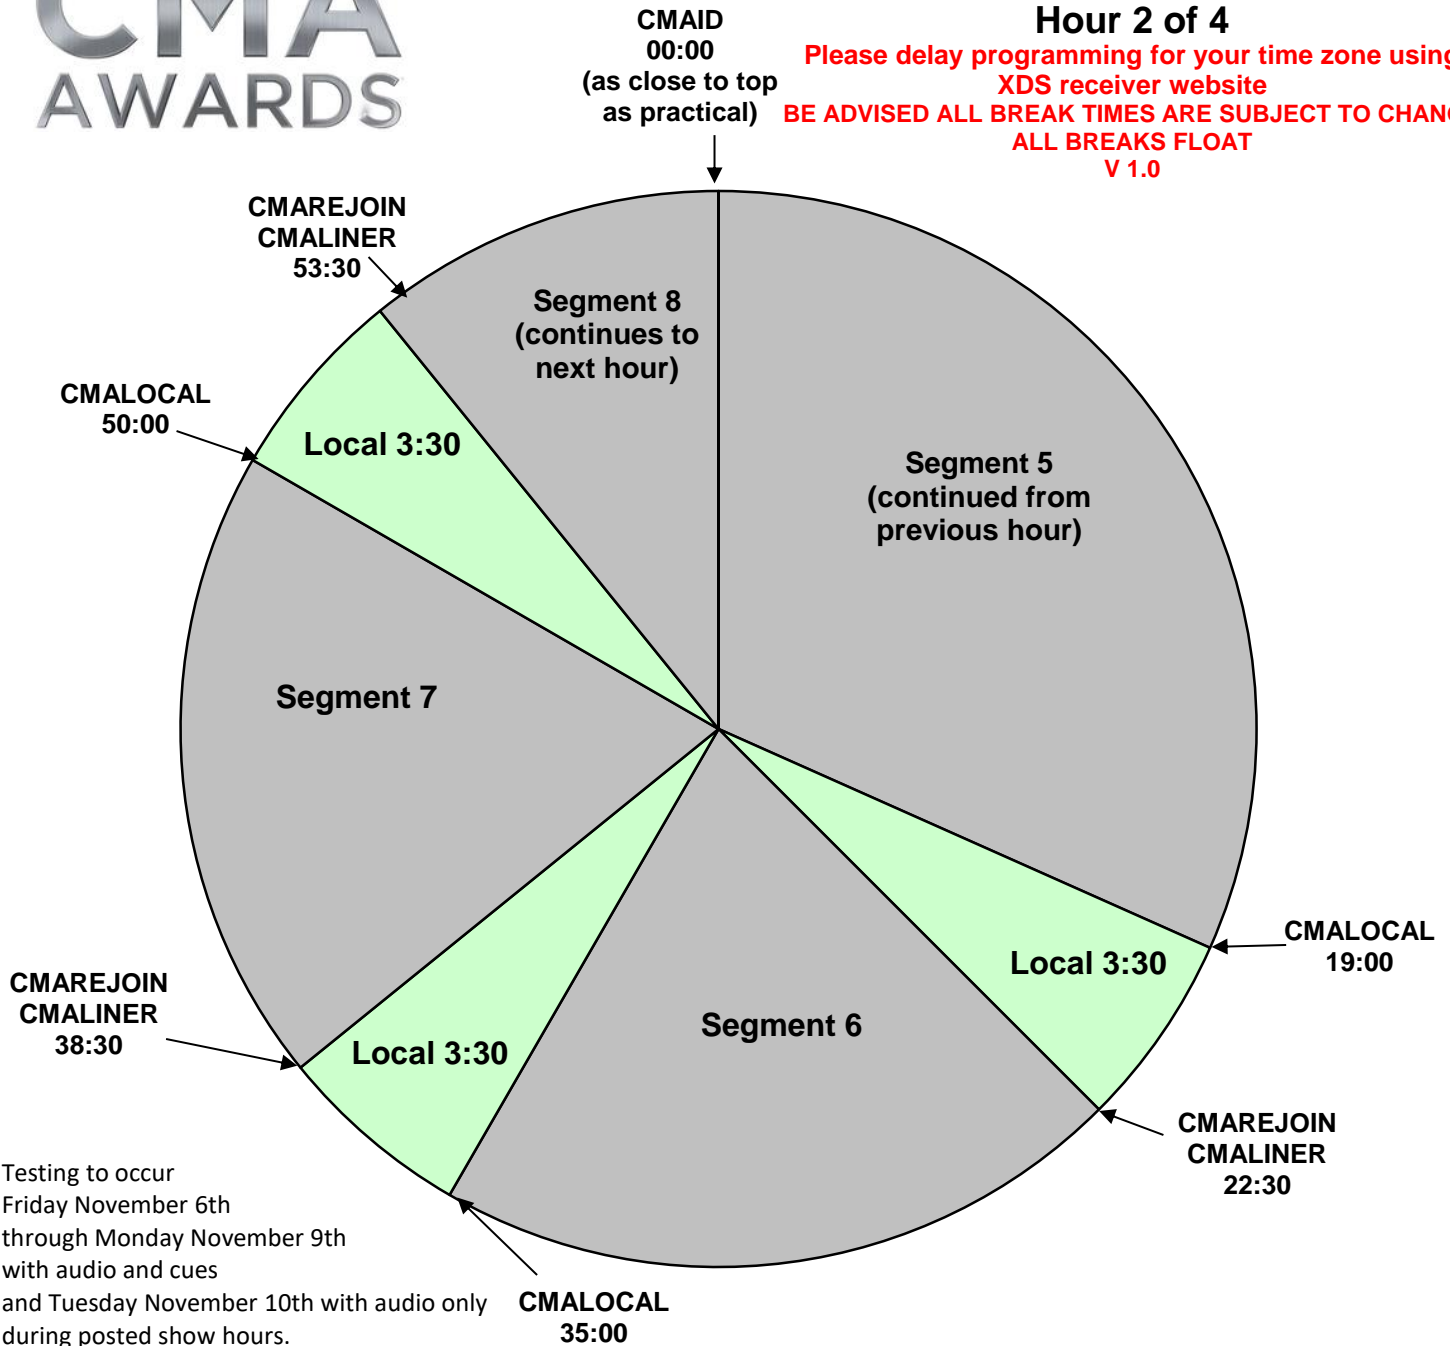 CMA
AWARDS
CMAID
00:00
(as close to top
as practical)
Hour 2 of 4
Please delay programming for your time zone using
XDS receiver website
BE ADVISED ALL BREAK TIMES ARE SUBJECT TO
ALL BREAKS FLOAT
V 1.0
CMAREJOIN
CMALINER
53:30
Segment 8
(continues to
next hour)
CMALOCAL
50:00
Local 3:30
Segment 5
(continued from
previous hour)
Segment 7
CMALOCAL
19:00
Local 3:30
CMAREJOIN
CMALINER
38:30
Local 3:30
Segment 6
CMAREJOIN
CMALINER
22:30
Testing to occur
Friday November 6th
through Monday November 9th
with audio and cues
and Tuesday November 10th with audio only
during posted show hours.
CMALOCAL
35:00